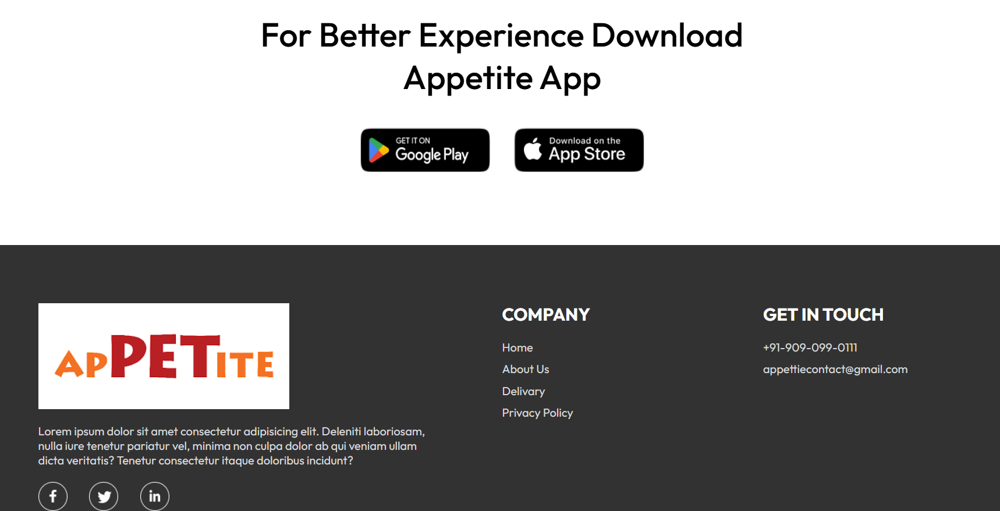 For Better Experience Download
Appetite App
GET IT ON
Google Play
Download on the
App Store
APPETITE
Lorem ipsum dolor sit amet consectetur adipisicing elit. Deleniti laboriosam,
nulla iure tenetur pariatur vel, minima non culpa dolor ab qui veniam ullam
dicta veritatis? Tenetur consectetur itaque doloribus incidunt?
f
in
COMPANY
Home
About Us
Delivary
Privacy Policy
GET IN TOUCH
+91-909-099-0111
appettiecontact@gmail.com